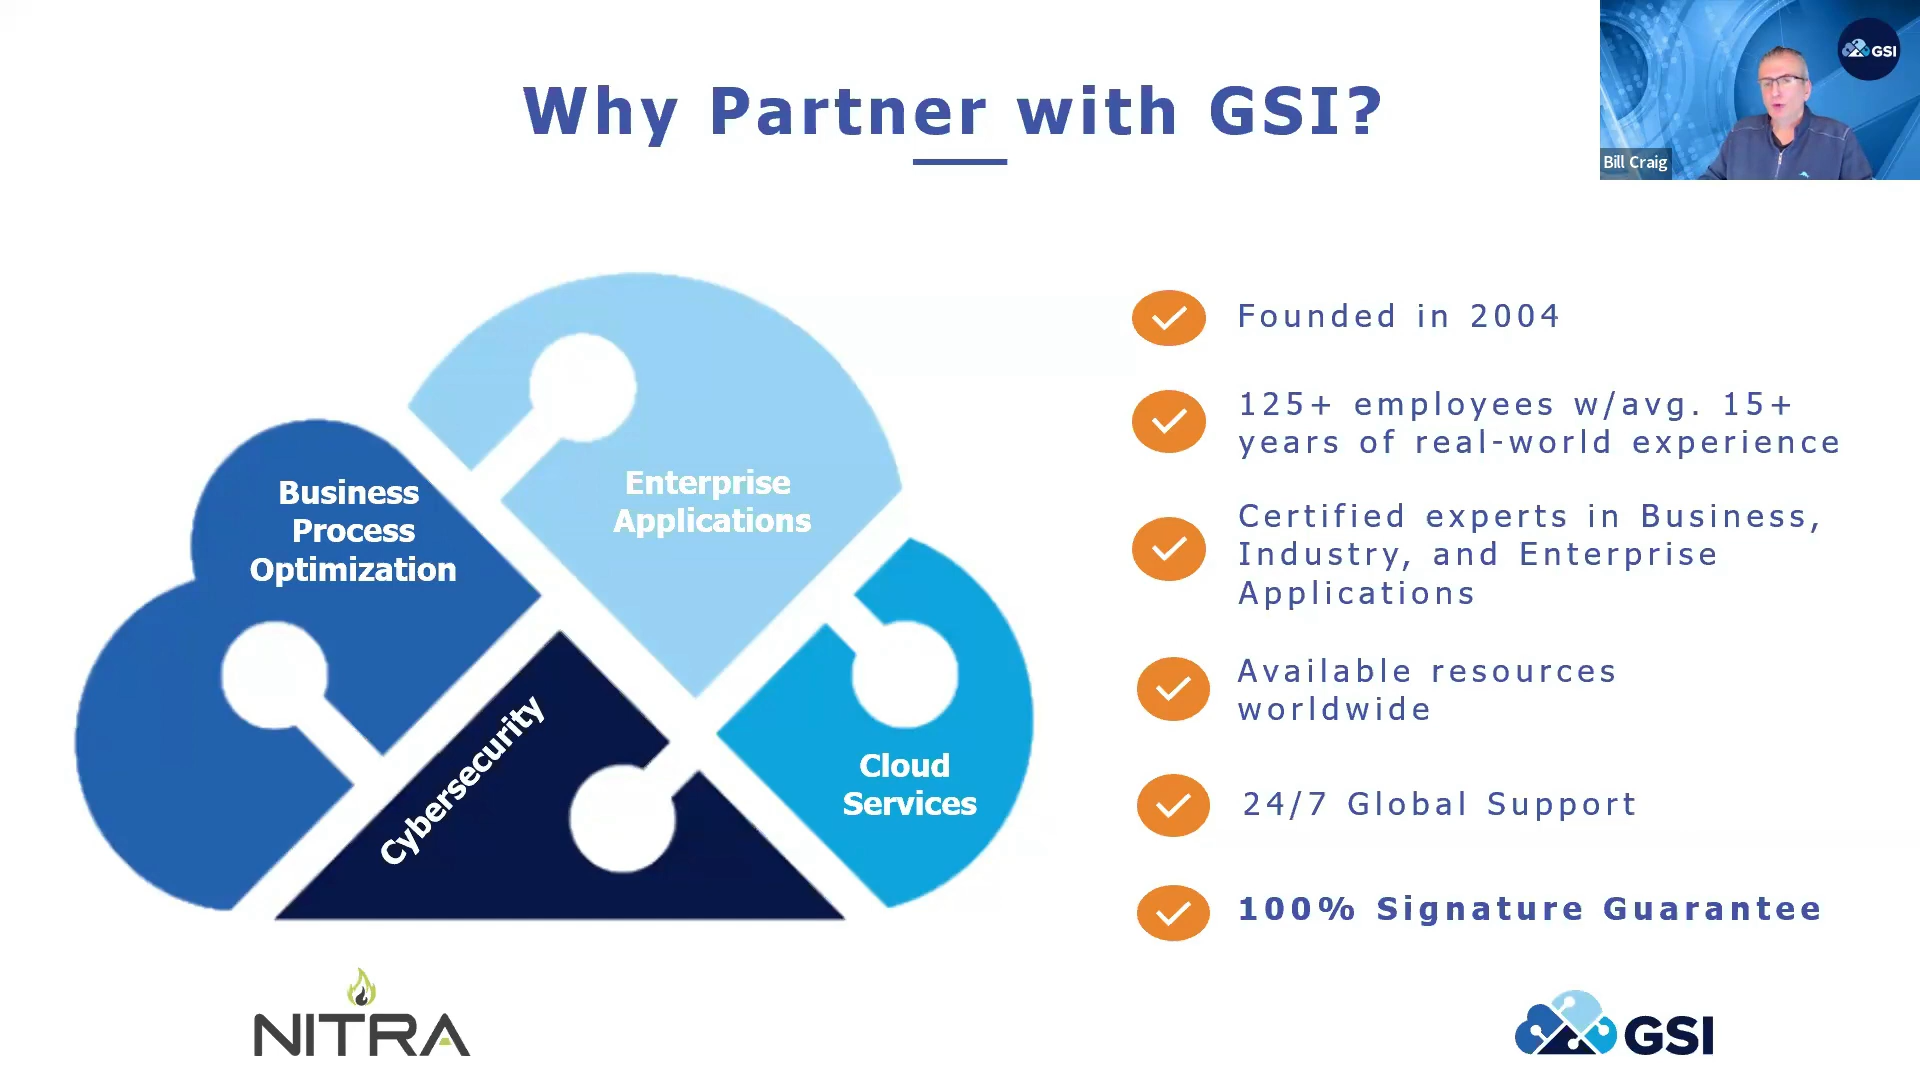 Why Partner with GSI?
GSI
Bill Craig
Business
Process
Optimization
Enterprise
Applications
Cybersecurity
Cloud
Services
Founded in 2004
125+ employees w/avg. 15+
years of real-world experience
Certified experts in Business,
Industry, and Enterprise
Applications
Available resources
worldwide
24/7 Global Support
100% Signature Guarantee
NITRA
GSI